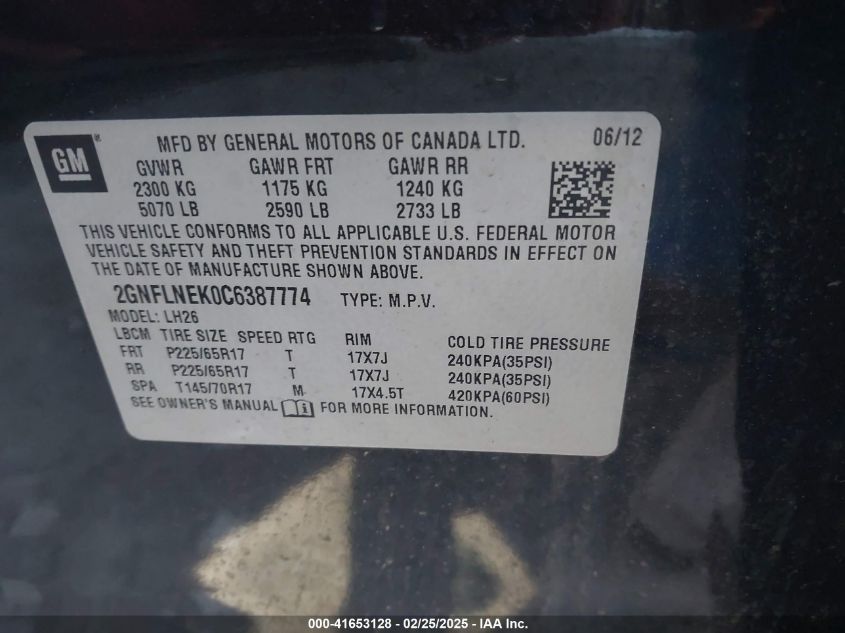 GM® MFD BY GENERAL MOTORS OF CANADA LTD. 06/12
GVWR GAWR FRT GAWR RR
2300 KG 1175 KG 1240 KG
5070 LB 2590 LB 2733 LB
THIS VEHICLE CONFORMS TO ALL APPLICABLE U.S. FEDERAL MOTOR
VEHICLE SAFETY AND THEFT PREVENTION STANDARDS IN EFFECT ON
THE DATE OF MANUFACTURE SHOWN ABOVE.
2GNFLNEK0C6387774 TYPE: M.P.V.
MODEL: LH26
LBCM TIRE SIZE SPEED RTG RIM COLD TIRE PRESSURE
FRT P225/65R17 T 17X7J 240KPA(35PSI)
RR P225/65R17 T 17X7J 240KPA(35PSI)
SPA T145/70R17 M 17X4.5T 420KPA(60PSI)
SEE OWNER'S MANUAL FOR MORE INFORMATION.
000-41653128 - 02/25/2025 - IAA Inc.